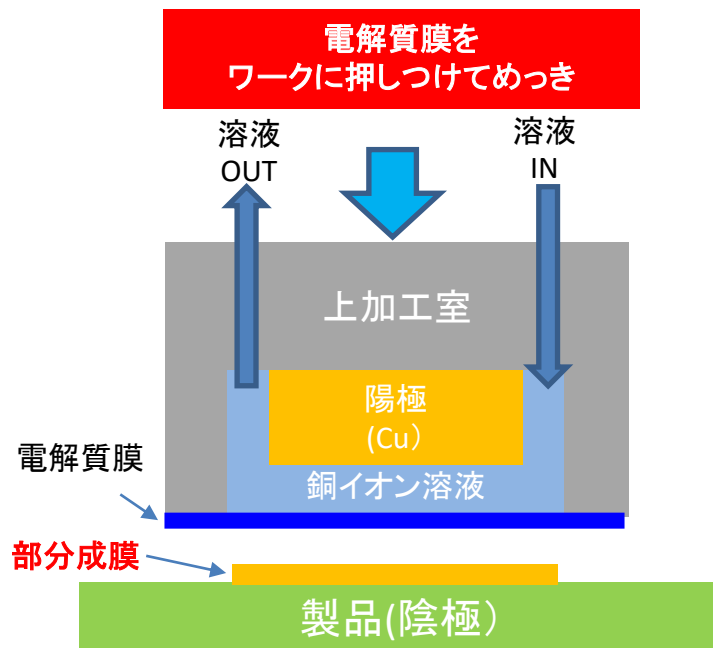 電解質膜を
ワークに押しつけてめっき
溶液
OUT
溶液
IN
上加工室
陽極
(Cu）
銅イオン溶液
電解質膜
部分成膜
製品(陰極）